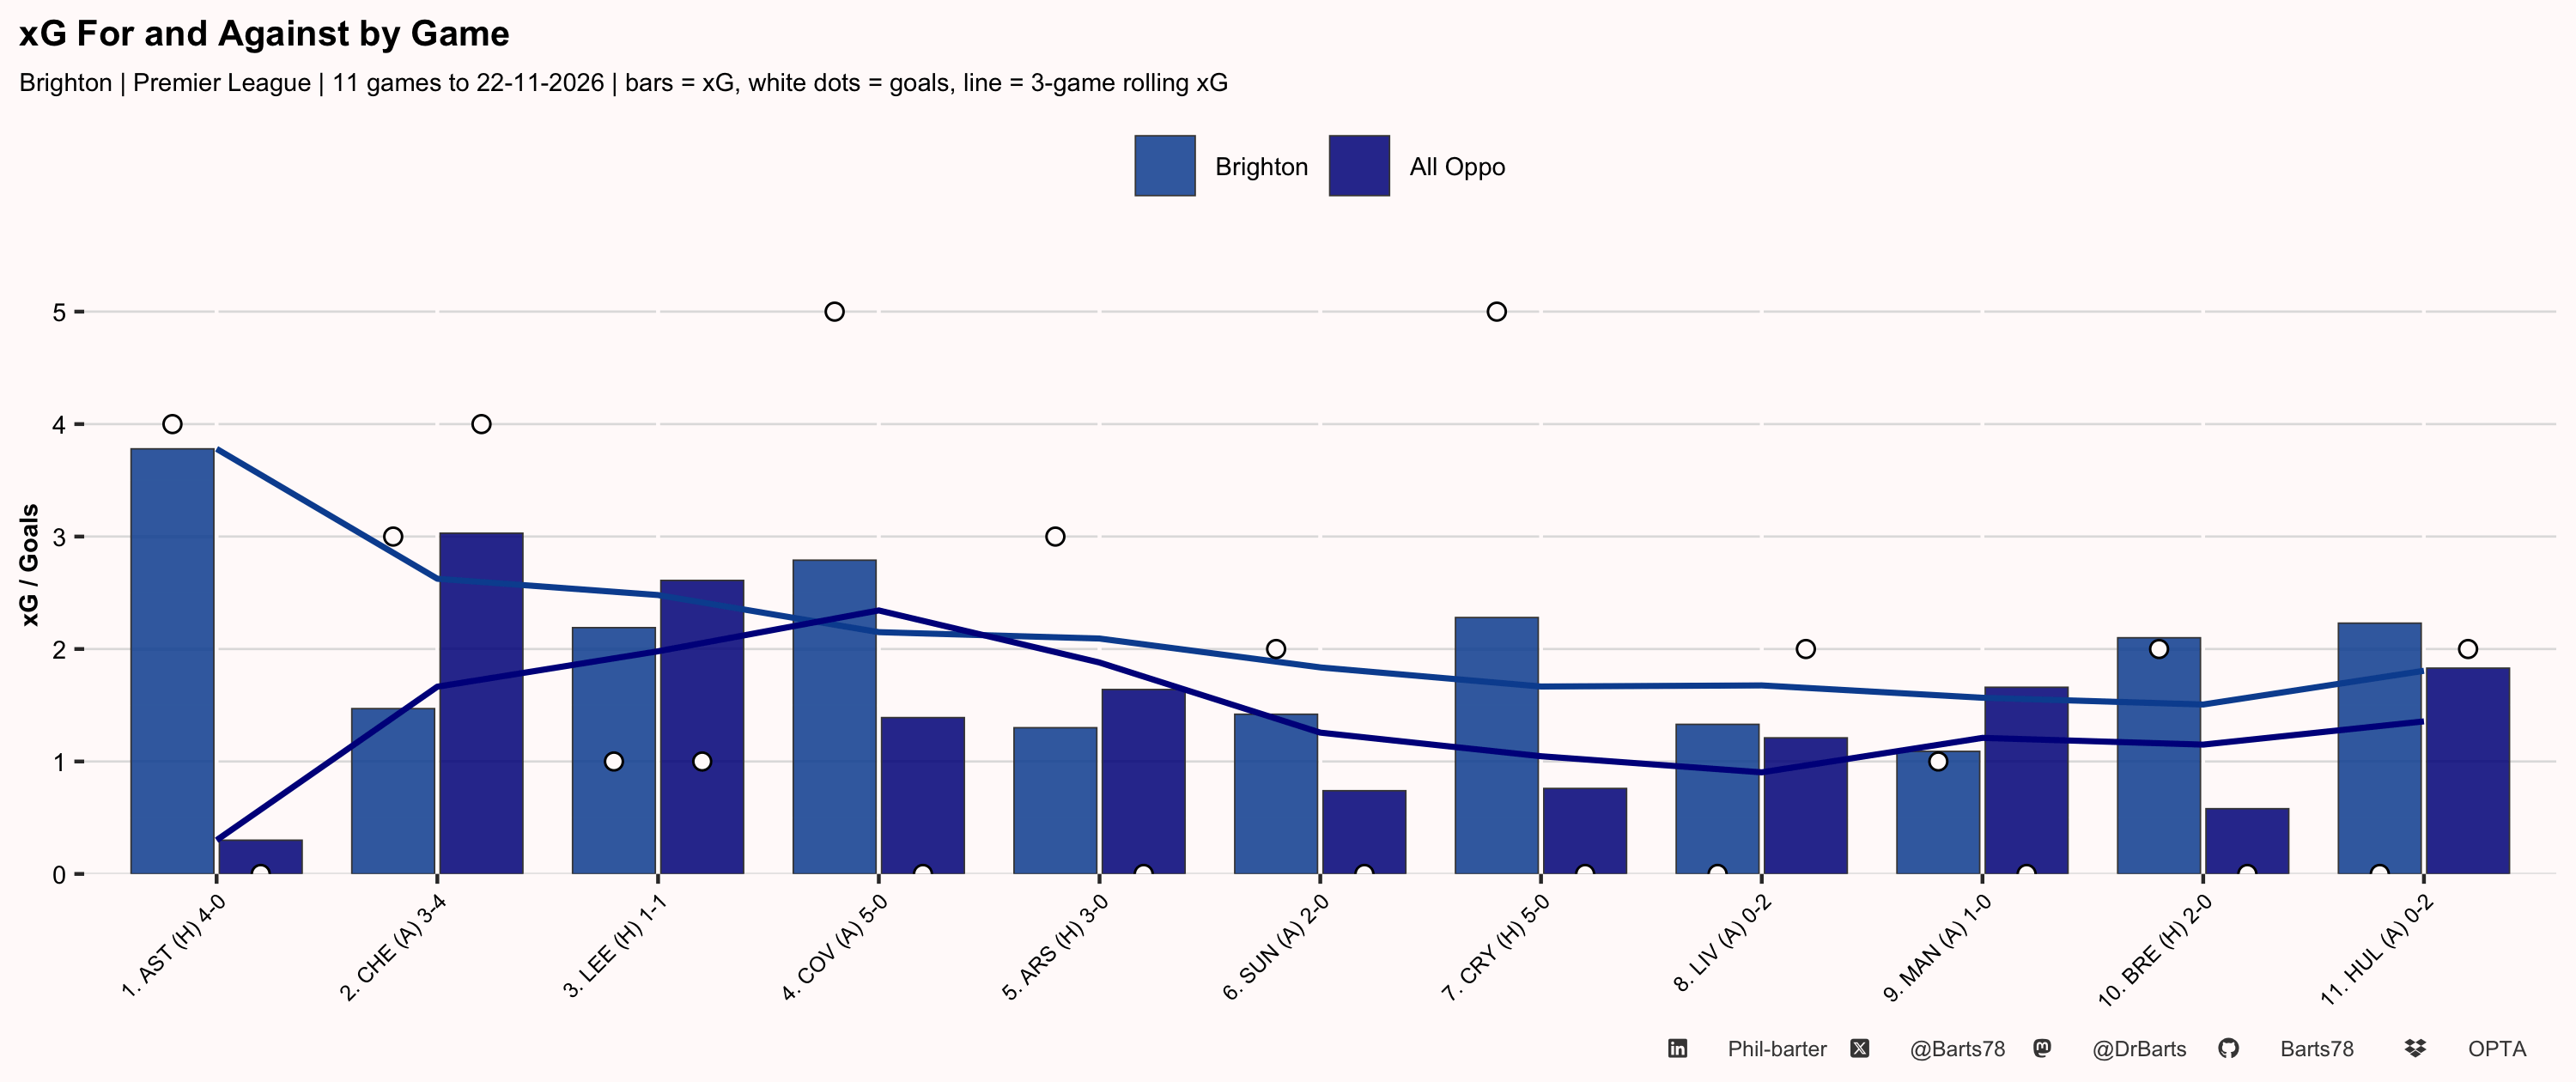 xG For and Against by Game
Brighton | Premier League | 11 games to 22-11-2026 | bars = xG, white dots = goals, line = 3-game rolling xG
Brighton
All Oppo
xG / Goals
5
4
3
2
1
0
1. AST (H) 4-0
2. CHE (A) 3-4
3. LEE (H) 1-1
4. COV (A) 5-0
5. ARS (H) 3-0
6. SUN (A) 2-0
7. CRY (H) 5-0
8. LIV (A) 0-2
9. MAN (A) 1-0
10. BRE (H) 2-0
11. HUL (A) 0-2
Phil-barter @Barts78 @DrBarts Barts78 OPTA